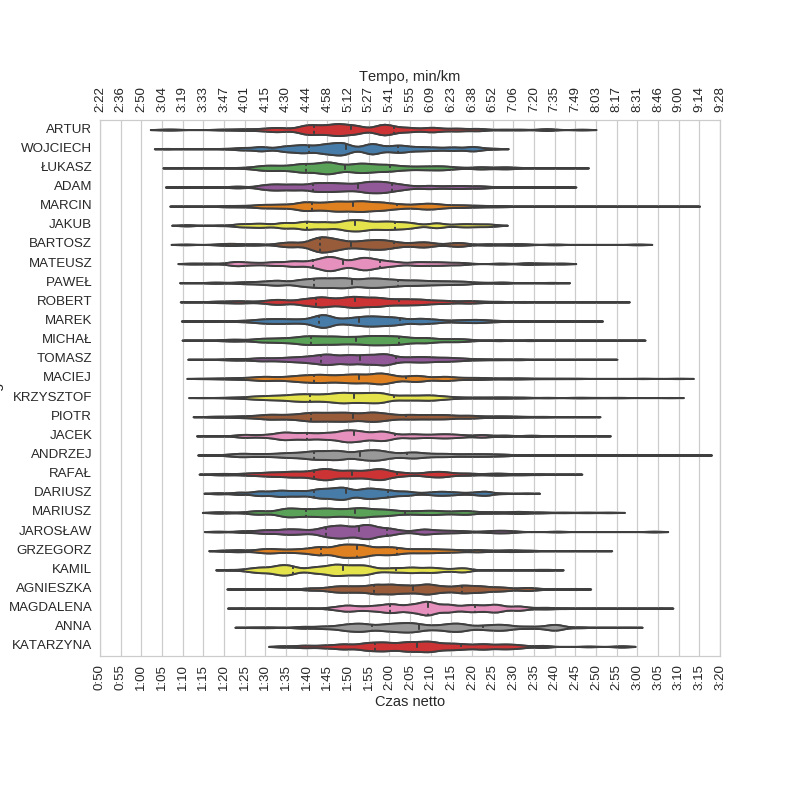 Tempo, min/km
2:22 2:36 2:50 3:04 3:19 3:33 3:47 4:01 4:15 4:30 4:44 4:58 5:12 5:27 5:41 5:55 6:09 6:23 6:38 6:52 7:06 7:20 7:35 7:49 8:03 8:17 8:31 8:46 9:00 9:14 9:28
ARTUR
WOJCIECH
ŁUKASZ
ADAM
MARCIN
JAKUB
BARTOSZ
MATEUSZ
PAWEŁ
ROBERT
MAREK
MICHAŁ
TOMASZ
MACIEJ
KRZYSZTOF
PIOTR
JACEK
ANDRZEJ
RAFAŁ
DARIUSZ
MARIUSZ
JAROSŁAW
GRZEGORZ
KAMIL
AGNIESZKA
MAGDALENA
ANNA
KATARZYNA
0:50 0:55 1:00 1:05 1:10 1:15 1:20 1:25 1:30 1:35 1:40 1:45 1:50 1:55 2:00 2:05 2:10 2:15 2:20 2:25 2:30 2:35 2:40 2:45 2:50 2:55 3:00 3:05 3:10 3:15 3:20
Czas netto